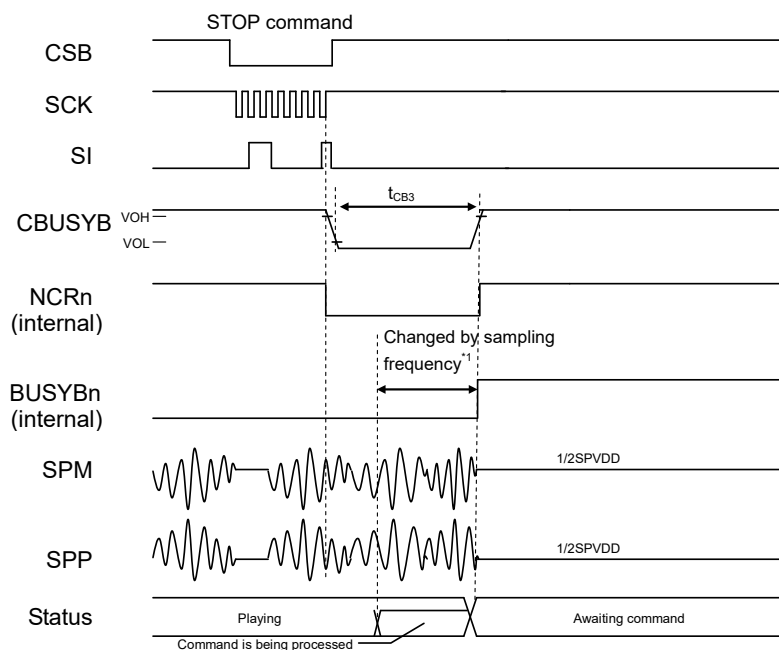 STOP command
CSB
SCK
SI
tCB3
CBUSYB
VOH
VOL
NCRn
(internal)
Changed by sampling
frequency*1
BUSYBn
(internal)
SPM
1/2SPVDD
SPP
1/2SPVDD
Status
Playing
Awaiting command
Command is being processed